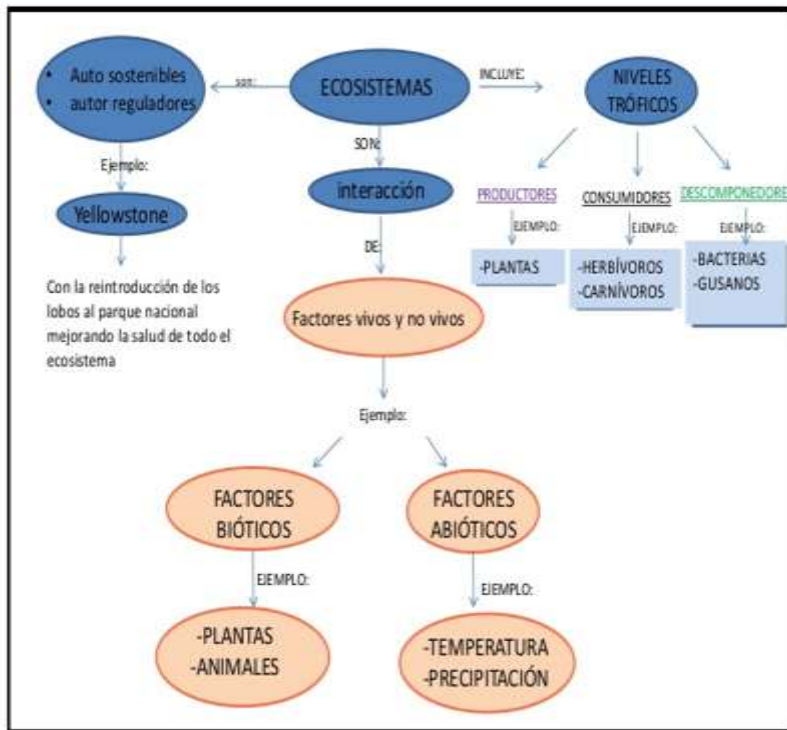 • Auto sostenibles
• autor reguladores
son:
ECOSISTEMAS
INCLUYE:
NIVELES
TRÓFICOS
Ejemplo:
SON:
Yellowstone
interacción
PRODUCTORES
CONSUMIDORES
DESCOMPONEDORE
EJEMPLO:
EJEMPLO:
EJEMPLO:
DE:
-PLANTAS
-HERBÍVOROS
-CARNÍVOROS
-BACTERIAS
-GUSANOS
Con la reintroducción de los
lobos al parque nacional
mejorando la salud de todo el
ecosistema
Factores vivos y no vivos
Ejemplo:
FACTORES
BIÓTICOS
FACTORES
ABIÓTICOS
EJEMPLO:
EJEMPLO:
-PLANTAS
-ANIMALES
-TEMPERATURA
-PRECIPITACIÓN